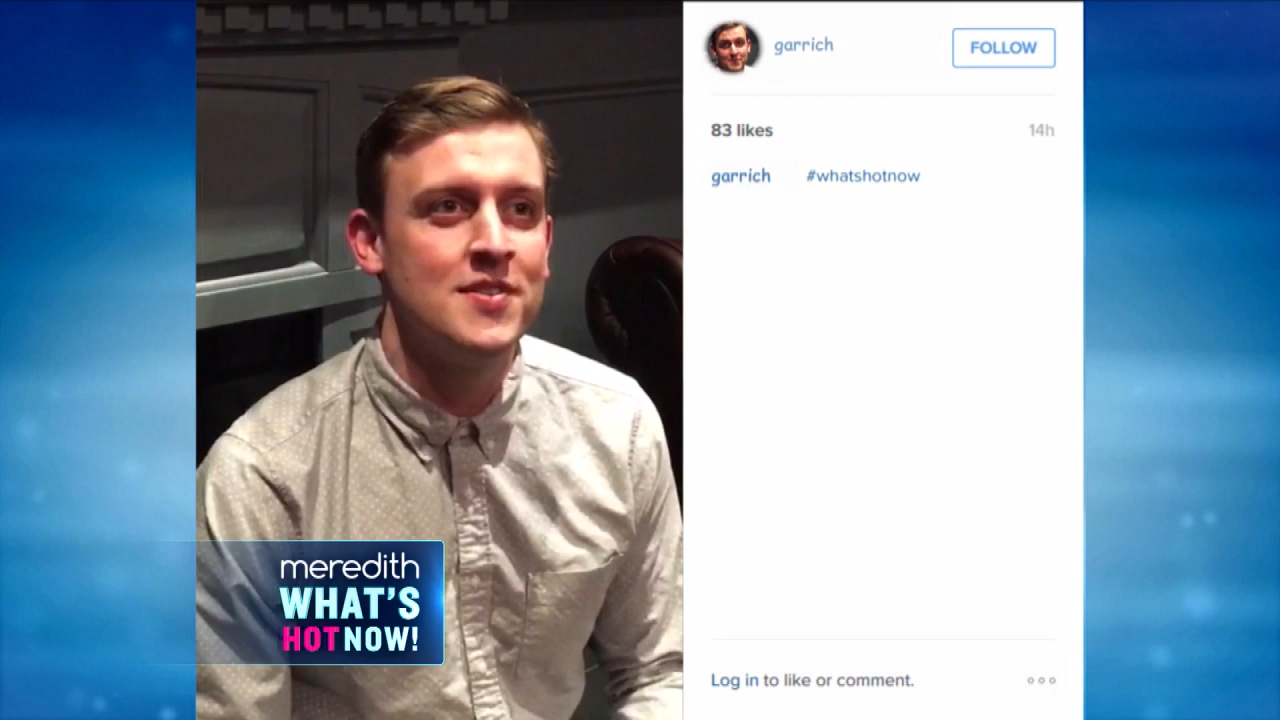 garrich
FOLLOW
83 likes
14h
garrich #whatshotnow
meredith
WHAT'S
HOT NOW!
Log in to like or comment.